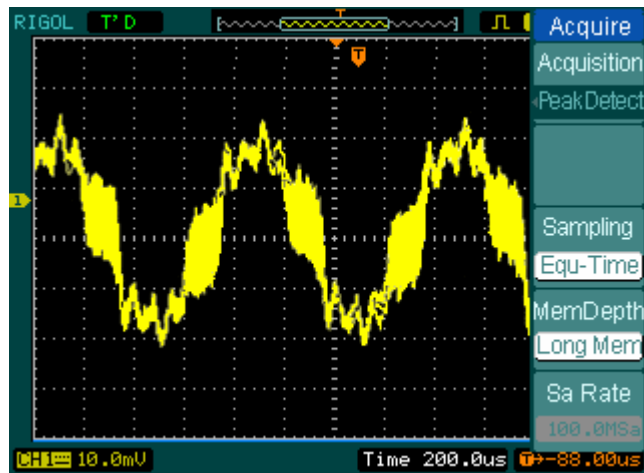 RIGOL T'D T Acquire
T
Acquisition
PeakDetect
1
Sampling
Equ-Time
MemDepth
Long Mem
Sa Rate
100.0MSa
CH1 10.0mV Time 200.0us T→-88.00us